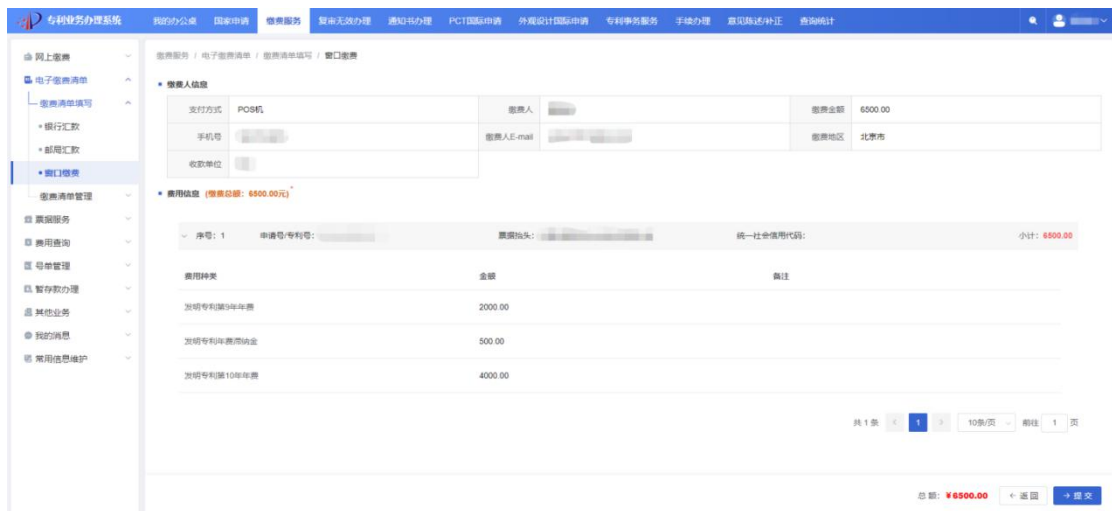 专利业务办理系统 我的办公桌 国家申请 缴费服务 复审无效办理 通知书办理 PCT国际申请 外观设计国际申请 专利事务服务 手续办理 意见陈述/补正 查询统计
网上缴费
电子缴费清单
缴费清单填写
银行汇款
邮局汇款
窗口缴费
缴费清单管理
票据服务
费用查询
号单管理
暂存款办理
其他业务
我的消息
常用信息维护
缴费服务 / 电子缴费清单 / 缴费清单填写 / 窗口缴费
缴费人信息
支付方式 POS机 缴费人 缴费金额 6500.00
手机号 缴费人E-mail 缴费地区 北京市
收款单位
费用信息 (缴费总额: 6500.00元)
序号: 1 申请号/专利号: 票据抬头: 统一社会信用代码: 小计: 6500.00
费用种类 金额 备注
发明专利第9年年费 2000.00
发明专利年费滞纳金 500.00
发明专利第10年年费 4000.00
共 1 条 < 1 > 10条/页 前往 1 页
总额: ¥6500.00 ← 返回 → 提交